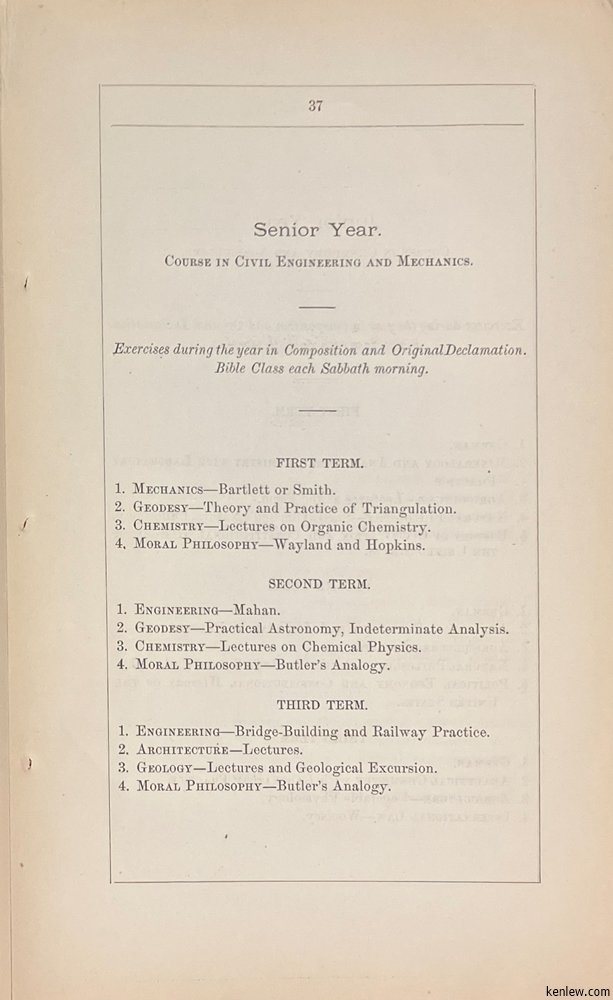 37
Senior Year.
Course in Civil Engineering and Mechanics.
Exercises during the year in Composition and Original Declamation.
Bible Class each Sabbath morning.
FIRST TERM.
1. Mechanics—Bartlett or Smith.
2. Geodesy—Theory and Practice of Triangulation.
3. Chemistry—Lectures on Organic Chemistry.
4. Moral Philosophy—Wayland and Hopkins.
SECOND TERM.
1. Engineering—Mahan.
2. Geodesy—Practical Astronomy, Indeterminate Analysis.
3. Chemistry—Lectures on Chemical Physics.
4. Moral Philosophy—Butler's Analogy.
THIRD TERM.
1. Engineering—Bridge-Building and Railway Practice.
2. Architecture—Lectures.
3. Geology—Lectures and Geological Excursion.
4. Moral Philosophy—Butler's Analogy.
kenlew.com